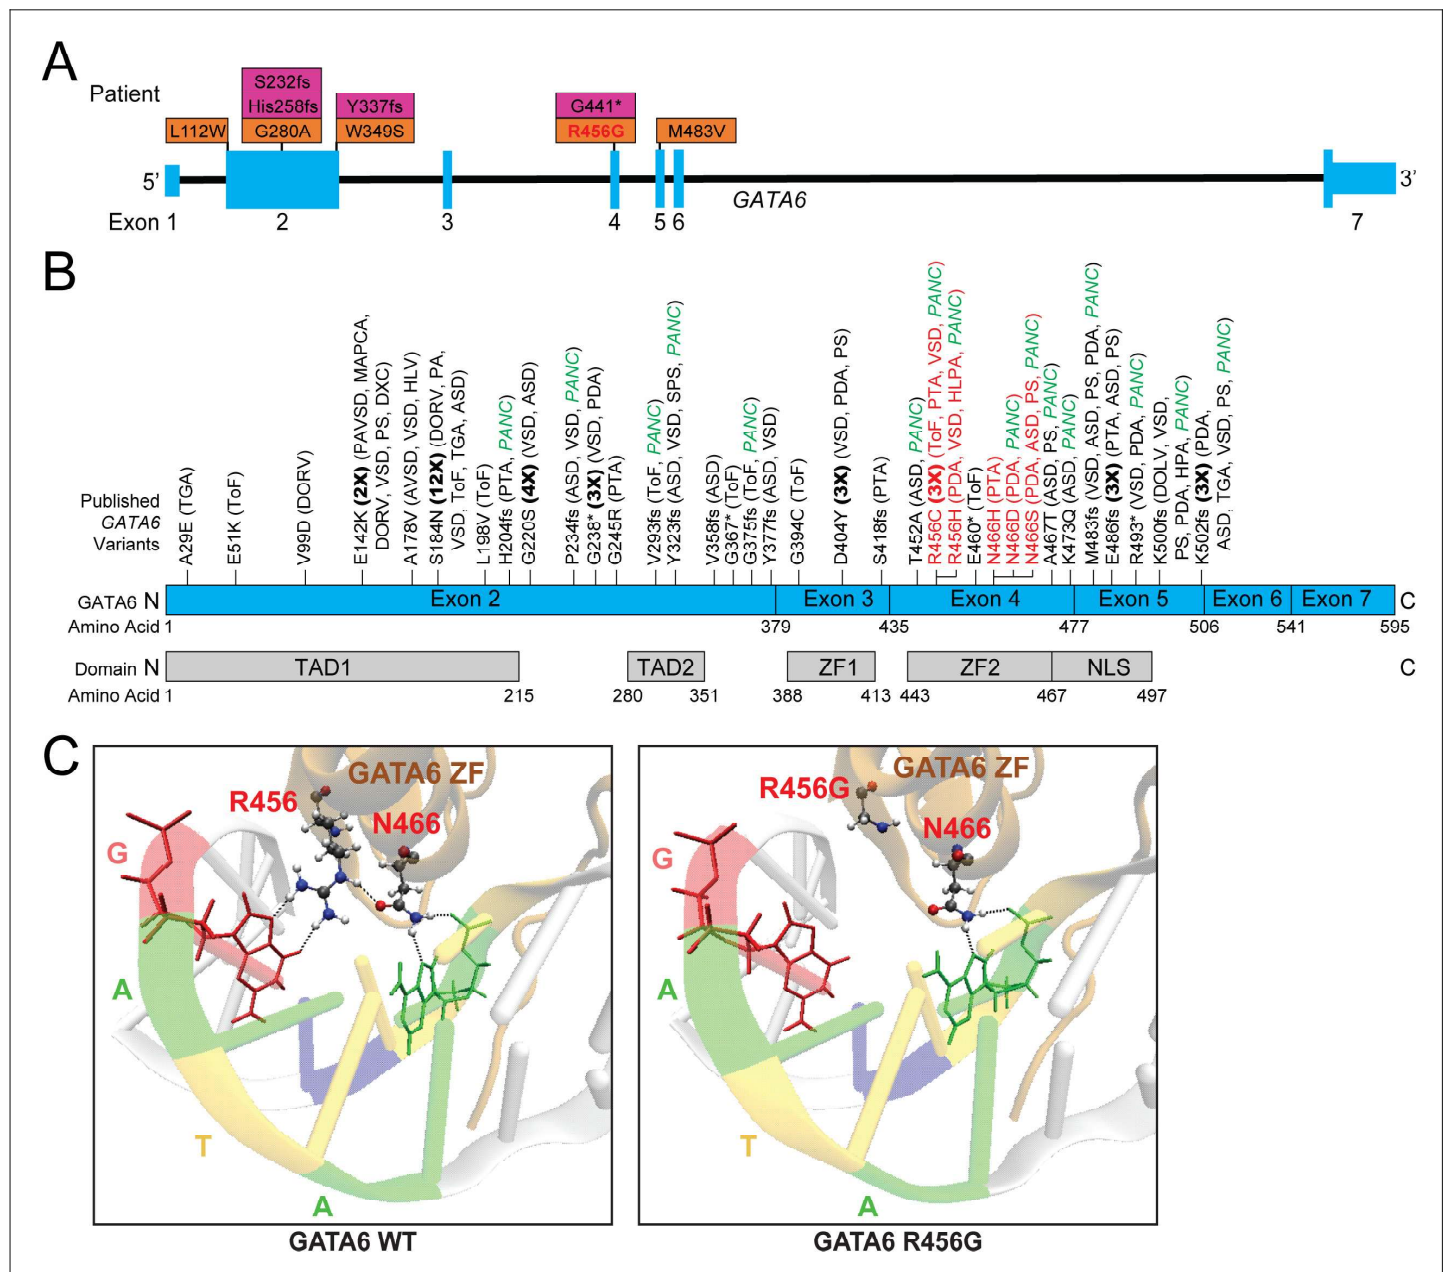 A
Patient
S232fs
His258fs
Y337fs
G441*
L112W
G280A
W349S
R456G
M483V
5’
3’
GATA6
Exon 1
2
3
4
5
6
7
B
Published
GATA6
Variants
A29E (TGA)
E51K (ToF)
V99D (DORV)
E142K (2X) (PAVSD, MAPCA,
DORV, VSD, PS, DXC)
A178V (AVSD, VSD, HLV)
S184N (12X) (DORV, PA,
VSD, ToF, TGA, ASD)
L198V (ToF)
H204fs (PTA, PANC)
G220S (4X) (VSD, ASD)
P234fs (ASD, VSD, PANC)
G238* (3X) (VSD, PDA)
G245R (PTA)
V293fs (ToF, PANC)
Y323fs (ASD, VSD, SPS, PANC)
V358fs (ASD)
G367* (ToF)
G375fs (ToF, PANC)
Y377fs (ASD, VSD)
G394C (ToF)
D404Y (3X) (VSD, PDA, PS)
S418fs (PTA)
T452A (ASD, PANC)
R456C (3X) (ToF, PTA, VSD, PANC)
R456H (PDA, VSD, HLPA, PANC)
E460* (ToF)
N466H (PTA)
N466D (PDA, PANC)
N466S (PDA, ASD, PS, PANC)
A467T (ASD, PS, PANC)
K473Q (ASD, PANC)
M483fs (VSD, ASD, PS, PDA, PANC)
E486fs (3X) (PTA, ASD, PS)
R493* (VSD, PDA, PANC)
K500fs (DOLV, VSD,
PS, PDA, HPA, PANC)
K502fs (3X) (PDA,
ASD, TGA, VSD, PS, PANC)
GATA6 N
Exon 2
Exon 3
Exon 4
Exon 5
Exon 6
Exon 7
C
Amino Acid 1
379
435
477
506
541
595
Domain N
TAD1
TAD2
ZF1
ZF2
NLS
C
Amino Acid 1
215
280
351
388
413
443
467
497
C
GATA6 ZF
R456
N466
G
A
T
A
GATA6 WT
GATA6 ZF
R456G
N466
G
A
T
A
GATA6 R456G